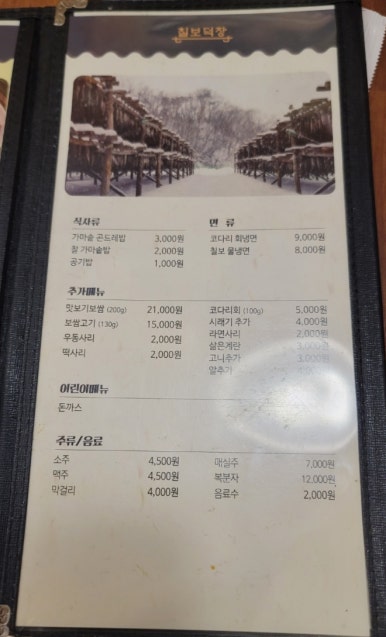 칠보덕장
식사류
가마솥 곤드레밥 3,000원
찰 가마솥밥 2,000원
공기밥 1,000원
면 류
코다리 회냉면 9,000원
칠보 물냉면 8,000원
추가메뉴
맛보기보쌈 (200g) 21,000원
보쌈고기 (130g) 15,000원
우동사리 2,000원
떡사리 2,000원
코다리회 (100g) 5,000원
시래기 추가 4,000원
라면사리 2,000원
삶은계란
고니추가
알추가
어린이메뉴
돈까스
주류/음료
소주 4,500원
맥주 4,500원
막걸리 4,000원
매실주 7,000원
복분자 12,000원
음료수 2,000원